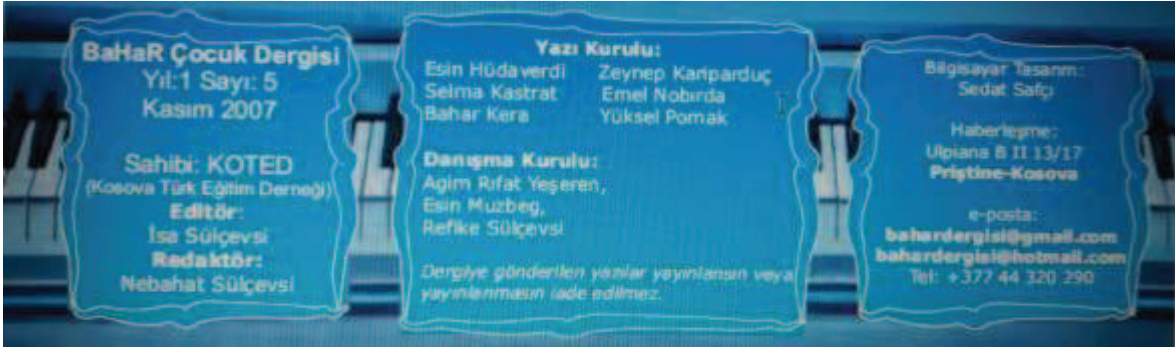 BaHaR Çocuk Dergisi
Yıl:1 Sayı: 5
Kasım 2007
Sahibi: KOTED
(Kosova Türk Eğitim Derneği)
Editör:
İsa Sülçevsi
Redaktör:
Nebahat Sülçevsi
Yazı Kurulu:
Esin Hüdaverdi Zeynep Kariparduç
Selma Kastrat Emel Nobırda
Bahar Kera Yüksel Pomak
Danışma Kurulu:
Agim Rıfat Yeşeren,
Esin Muzbeg,
Refike Sülçevsi
Dergiye gönderilen yazılar yayınlansın veya
yayınlanmasın iade edilmez.
Bilgisayar Tasarım:
Sedat Safçı
Haberleşme:
Ulpiana B II 13/17
Priştine-Kosova
e-posta:
bahardergisi@gmail.com
bahardergisi@hotmail.com
Tel: +377 44 320 290